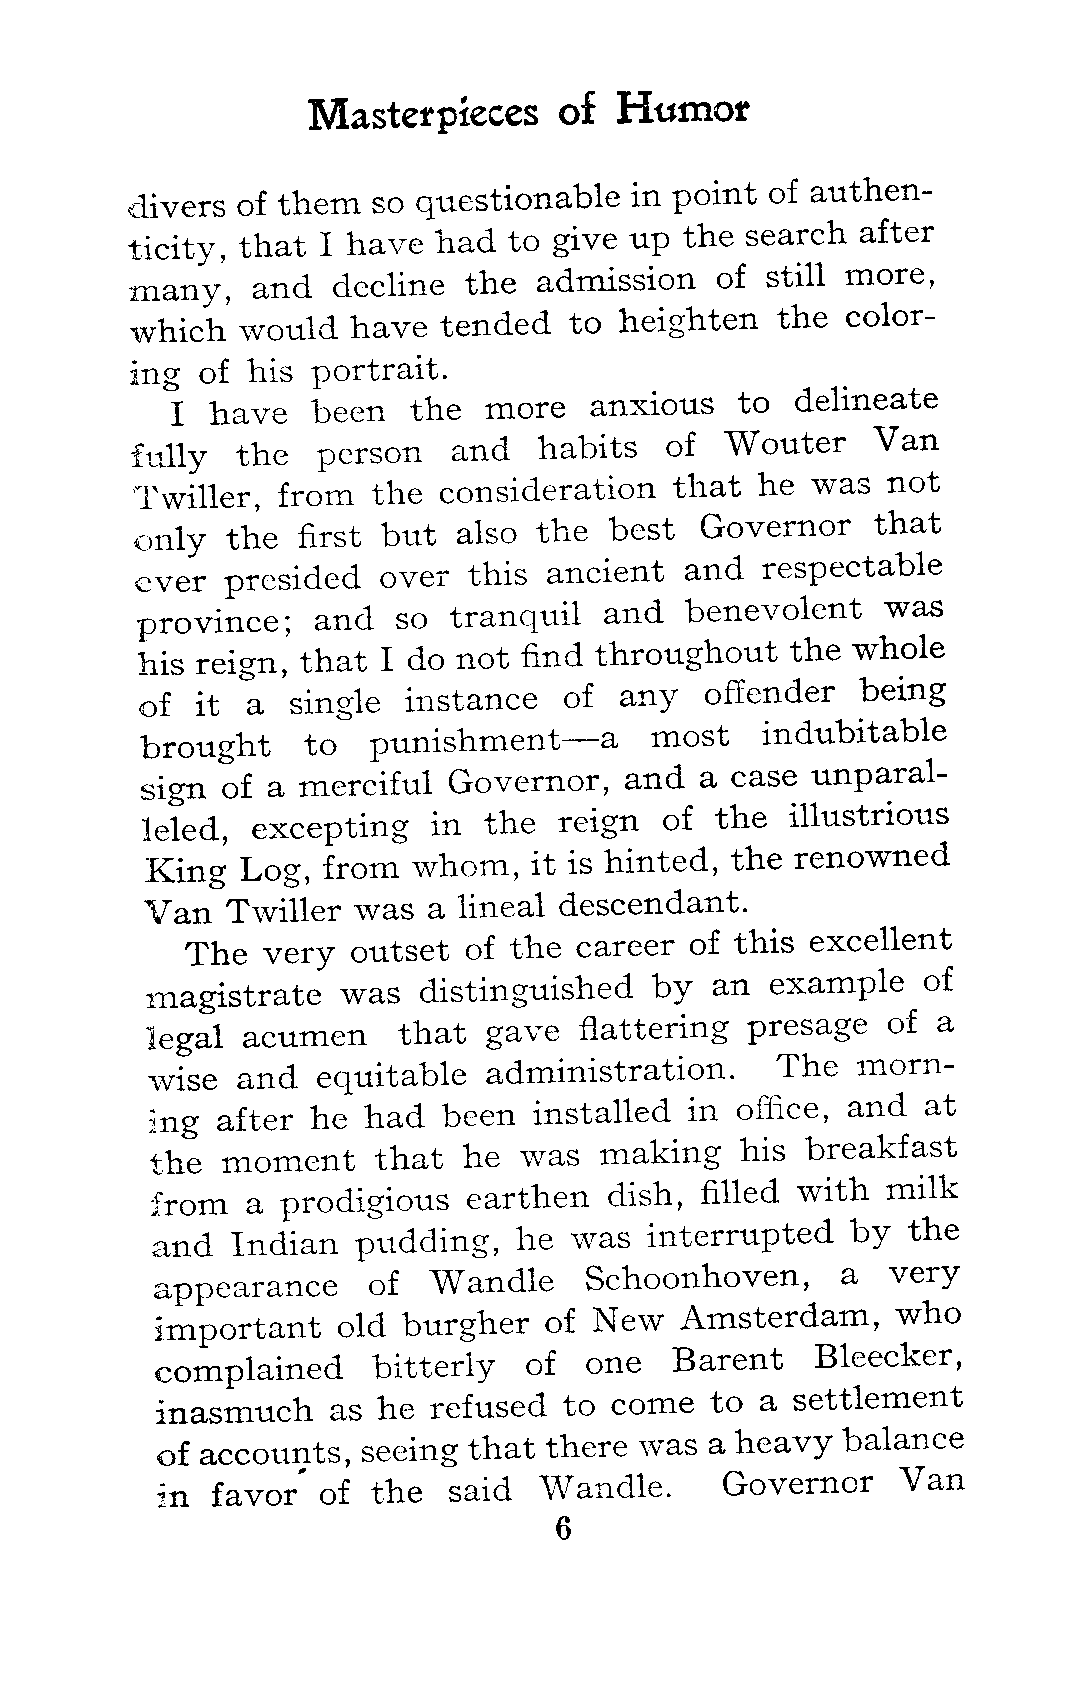 Masterpieces of Humor
divers of them so questionable in point of authen-
ticity, that I have had to give up the search after
many, and decline the admission of still more,
which would have tended to heighten the color-
ing of his portrait.
I have been the more anxious to delineate
fully the person and habits of Wouter Van
Twiller, from the consideration that he was not
only the first but also the best Governor that
ever presided over this ancient and respectable
province; and so tranquil and benevolent was
his reign, that I do not find throughout the whole
of it a single instance of any offender being
brought to punishment—a most indubitable
sign of a merciful Governor, and a case unparal-
leled, excepting in the reign of the illustrious
King Log, from whom, it is hinted, the renowned
Van Twiller was a lineal descendant.
The very outset of the career of this excellent
magistrate was distinguished by an example of
legal acumen that gave flattering presage of a
wise and equitable administration. The morn-
ing after he had been installed in office, and at
the moment that he was making his breakfast
from a prodigious earthen dish, filled with milk
and Indian pudding, he was interrupted by the
appearance of Wandle Schoonhoven, a very
important old burgher of New Amsterdam, who
complained bitterly of one Barent Bleecker,
inasmuch as he refused to come to a settlement
of accounts, seeing that there was a heavy balance
in favor of the said Wandle. Governor Van
6